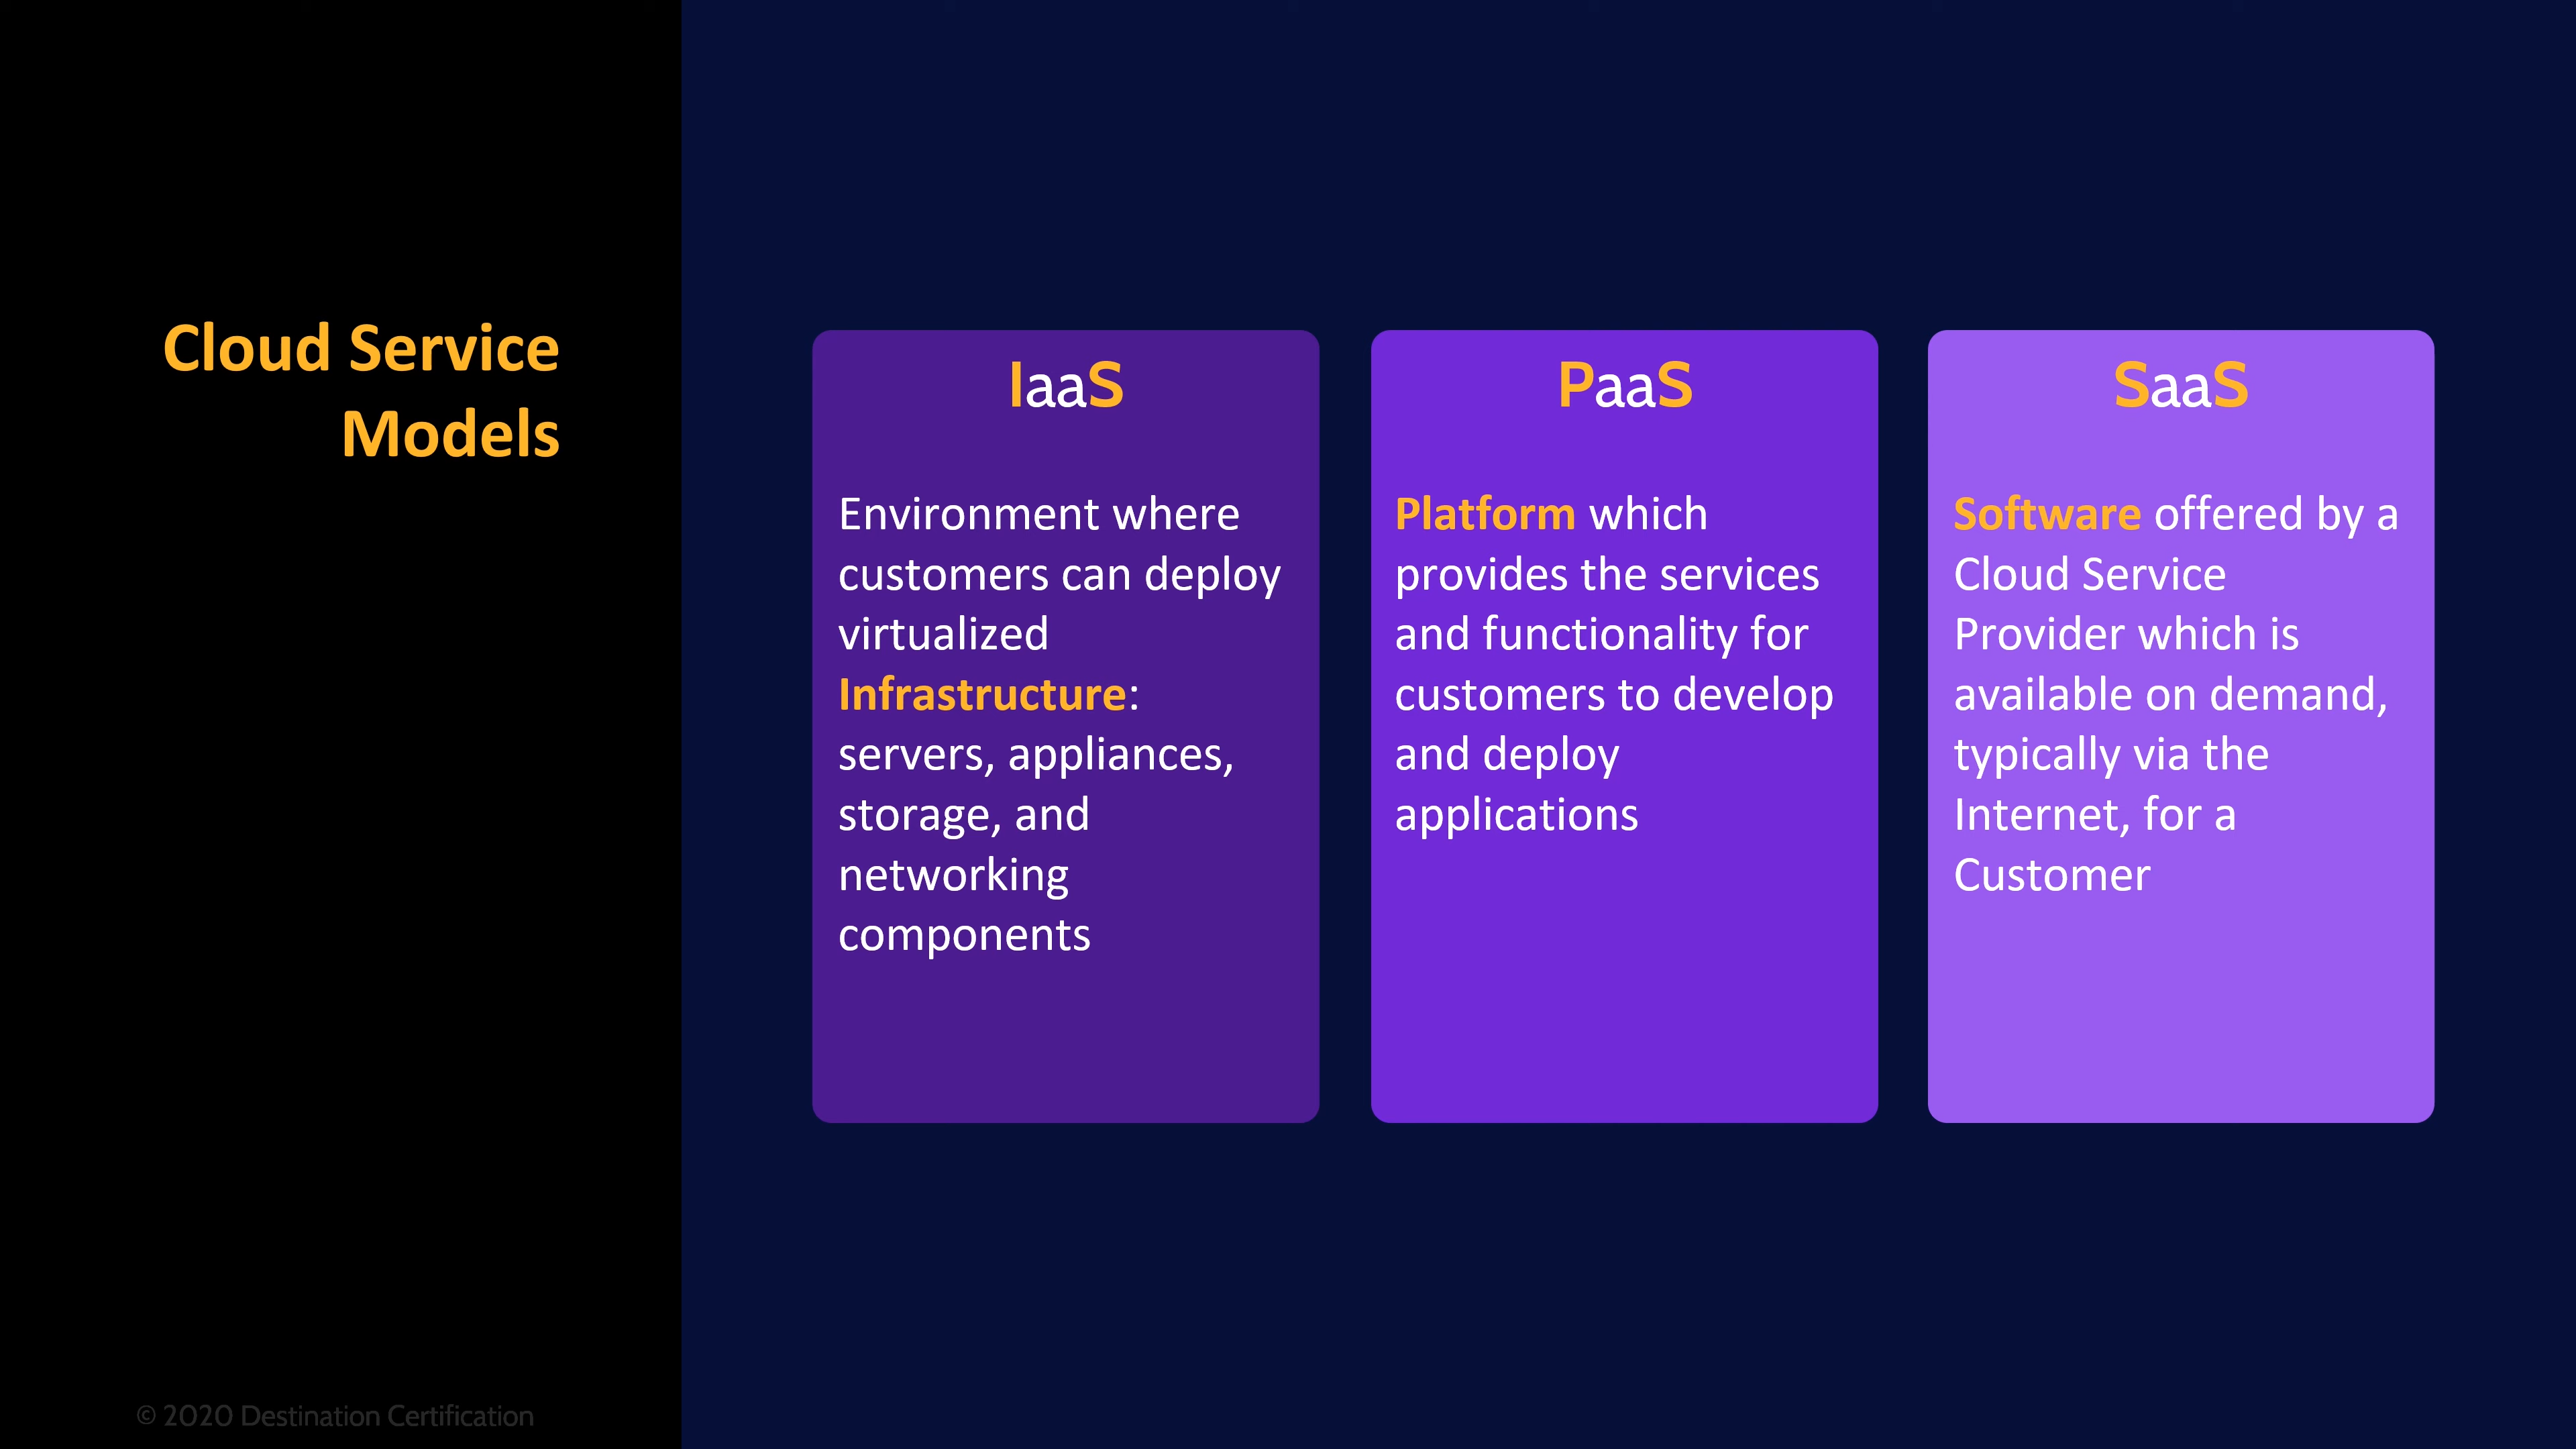 Cloud Service
Models
IaaS
Environment where
customers can deploy
virtualized
Infrastructure:
servers, appliances,
storage, and
networking
components
PaaS
Platform which
provides the services
and functionality for
customers to develop
and deploy
applications
SaaS
Software offered by a
Cloud Service
Provider which is
available on demand,
typically via the
Internet, for a
Customer
© 2020 Destination Certification